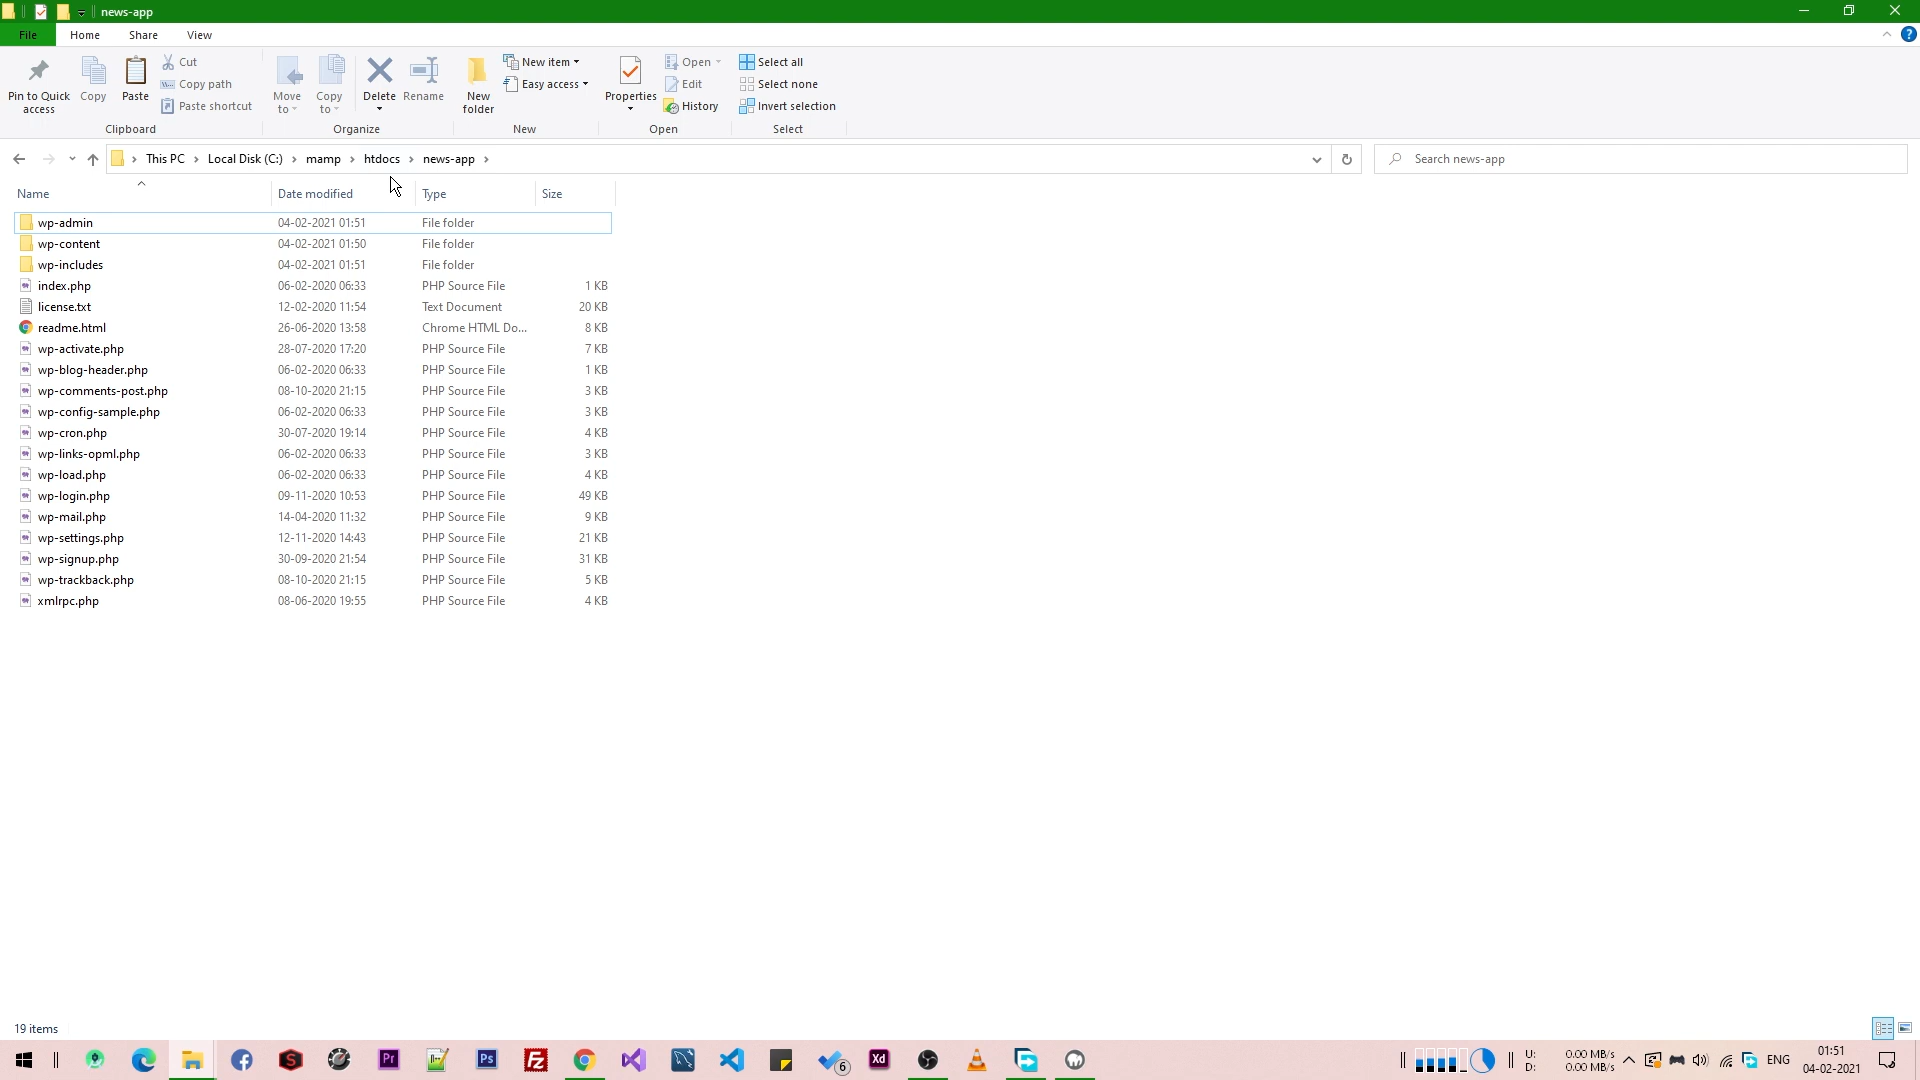 news-app
File Home Share View
Pin to Quick access
Copy
Paste
Cut
Copy path
Paste shortcut
Clipboard
Move to
Copy to
Delete
Rename
Organize
New folder
New item
Easy access
New
Properties
Open
Edit
History
Open
Select all
Select none
Invert selection
Select
This PC Local Disk (C:) mamp htdocs news-app
Search news-app
Name Date modified Type Size
wp-admin 04-02-2021 01:51 File folder
wp-content 04-02-2021 01:50 File folder
wp-includes 04-02-2021 01:51 File folder
index.php 06-02-2020 06:33 PHP Source File 1 KB
license.txt 12-02-2020 11:54 Text Document 20 KB
readme.html 26-06-2020 13:58 Chrome HTML Do... 8 KB
wp-activate.php 28-07-2020 17:20 PHP Source File 7 KB
wp-blog-header.php 06-02-2020 06:33 PHP Source File 1 KB
wp-comments-post.php 08-10-2020 21:15 PHP Source File 3 KB
wp-config-sample.php 06-02-2020 06:33 PHP Source File 3 KB
wp-cron.php 30-07-2020 19:14 PHP Source File 4 KB
wp-links-opml.php 06-02-2020 06:33 PHP Source File 3 KB
wp-load.php 06-02-2020 06:33 PHP Source File 4 KB
wp-login.php 09-11-2020 10:53 PHP Source File 49 KB
wp-mail.php 14-04-2020 11:32 PHP Source File 9 KB
wp-settings.php 12-11-2020 14:43 PHP Source File 21 KB
wp-signup.php 30-09-2020 21:54 PHP Source File 31 KB
wp-trackback.php 08-10-2020 21:15 PHP Source File 5 KB
xmlrpc.php 08-06-2020 19:55 PHP Source File 4 KB
19 items
Pr
Ps
Fz
6
Xd
U: 0.00 MB/s
D: 0.00 MB/s
ENG
01:51
04-02-2021